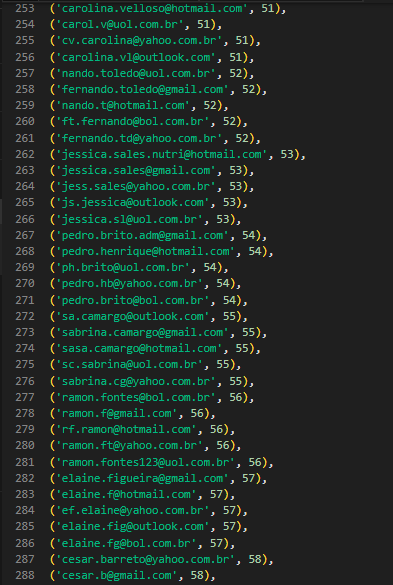 253 ('carolina.velloso@hotmail.com', 51),
254 ('carol.v@uol.com.br', 51),
255 ('cv.carolina@yahoo.com.br', 51),
256 ('carolina.vl@outlook.com', 51),
257 ('nando.toledo@uol.com.br', 52),
258 ('fernando.toledo@gmail.com', 52),
259 ('nando.t@hotmail.com', 52),
260 ('ft.fernando@bol.com.br', 52),
261 ('fernando.td@yahoo.com.br', 52),
262 ('jessica.sales.nutri@hotmail.com', 53),
263 ('jessica.sales@gmail.com', 53),
264 ('jess.sales@yahoo.com.br', 53),
265 ('js.jessica@outlook.com', 53),
266 ('jessica.sl@uol.com.br', 53),
267 ('pedro.brito.adm@gmail.com', 54),
268 ('pedro.henrique@hotmail.com', 54),
269 ('ph.brito@uol.com.br', 54),
270 ('pedro.hb@yahoo.com.br', 54),
271 ('pedro.brito@bol.com.br', 54),
272 ('sa.camargo@outlook.com', 55),
273 ('sabrina.camargo@gmail.com', 55),
274 ('sasa.camargo@hotmail.com', 55),
275 ('sc.sabrina@uol.com.br', 55),
276 ('sabrina.cg@yahoo.com.br', 55),
277 ('ramon.fontes@bol.com.br', 56),
278 ('ramon.f@gmail.com', 56),
279 ('rf.ramon@hotmail.com', 56),
280 ('ramon.ft@yahoo.com.br', 56),
281 ('ramon.fontes123@uol.com.br', 56),
282 ('elaine.figueira@gmail.com', 57),
283 ('elaine.f@hotmail.com', 57),
284 ('ef.elaine@yahoo.com.br', 57),
285 ('elaine.fig@outlook.com', 57),
286 ('elaine.fg@bol.com.br', 57),
287 ('cesar.barreto@yahoo.com.br', 58),
288 ('cesar.b@gmail.com', 58),